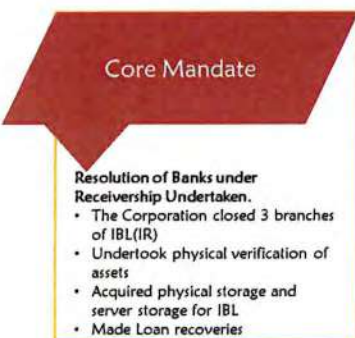 Core Mandate
Resolution of Banks under
Receivership Undertaken.
• The Corporation closed 3 branches
of IBL(IR)
• Undertook physical verification of
assets
• Acquired physical storage and
server storage for IBL
• Made Loan recoveries